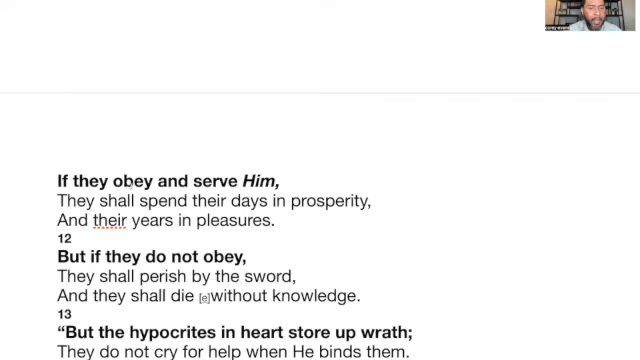 corey evans
If they obey and serve Him,
They shall spend their days in prosperity,
And their years in pleasures.
12
But if they do not obey,
They shall perish by the sword,
And they shall die [e]without knowledge.
13
“But the hypocrites in heart store up wrath;
They do not cry for help when He binds them.